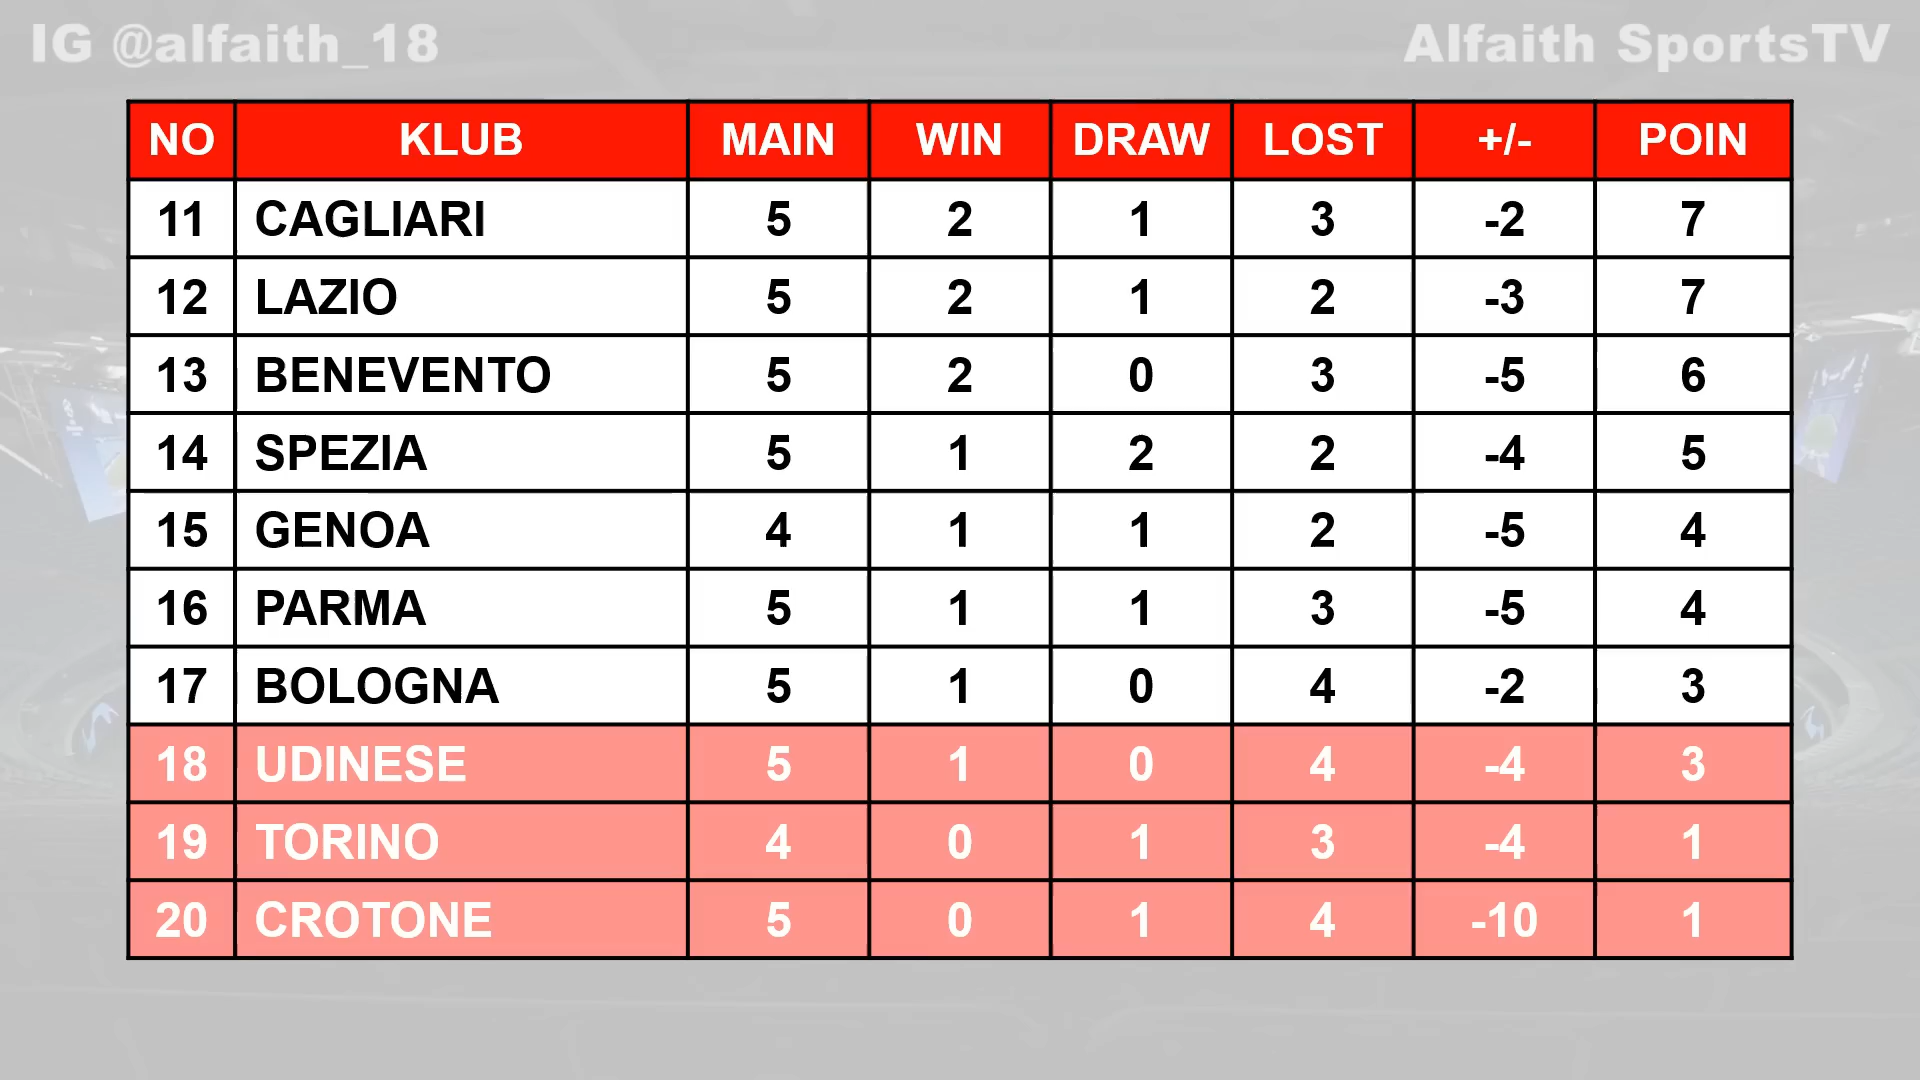 IG @alfaith_18
Alfaith SportsTV
NO KLUB MAIN WIN DRAW LOST +/- POIN
11 CAGLIARI 5 2 1 3 -2 7
12 LAZIO 5 2 1 2 -3 7
13 BENEVENTO 5 2 0 3 -5 6
14 SPEZIA 5 1 2 2 -4 5
15 GENOA 4 1 1 2 -5 4
16 PARMA 5 1 1 3 -5 4
17 BOLOGNA 5 1 0 4 -2 3
18 UDINESE 5 1 0 4 -4 3
19 TORINO 4 0 1 3 -4 1
20 CROTONE 5 0 1 4 -10 1